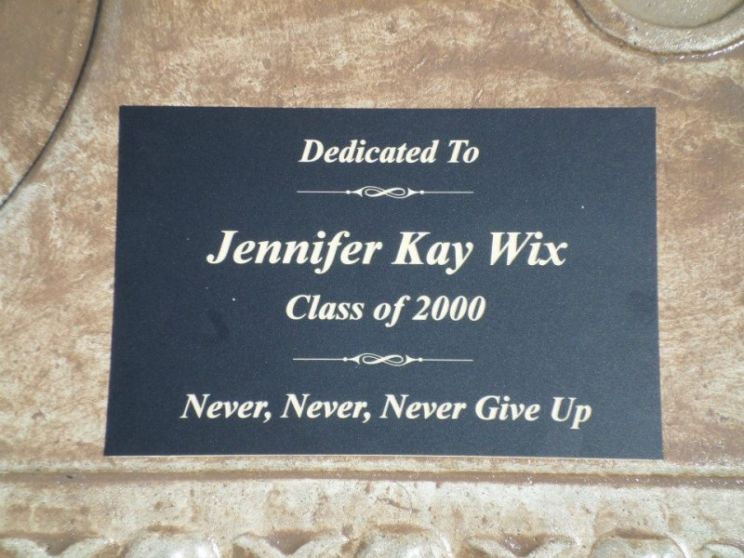 Dedicated To
Jennifer Kay Wix
Class of 2000
Never, Never, Never Give Up